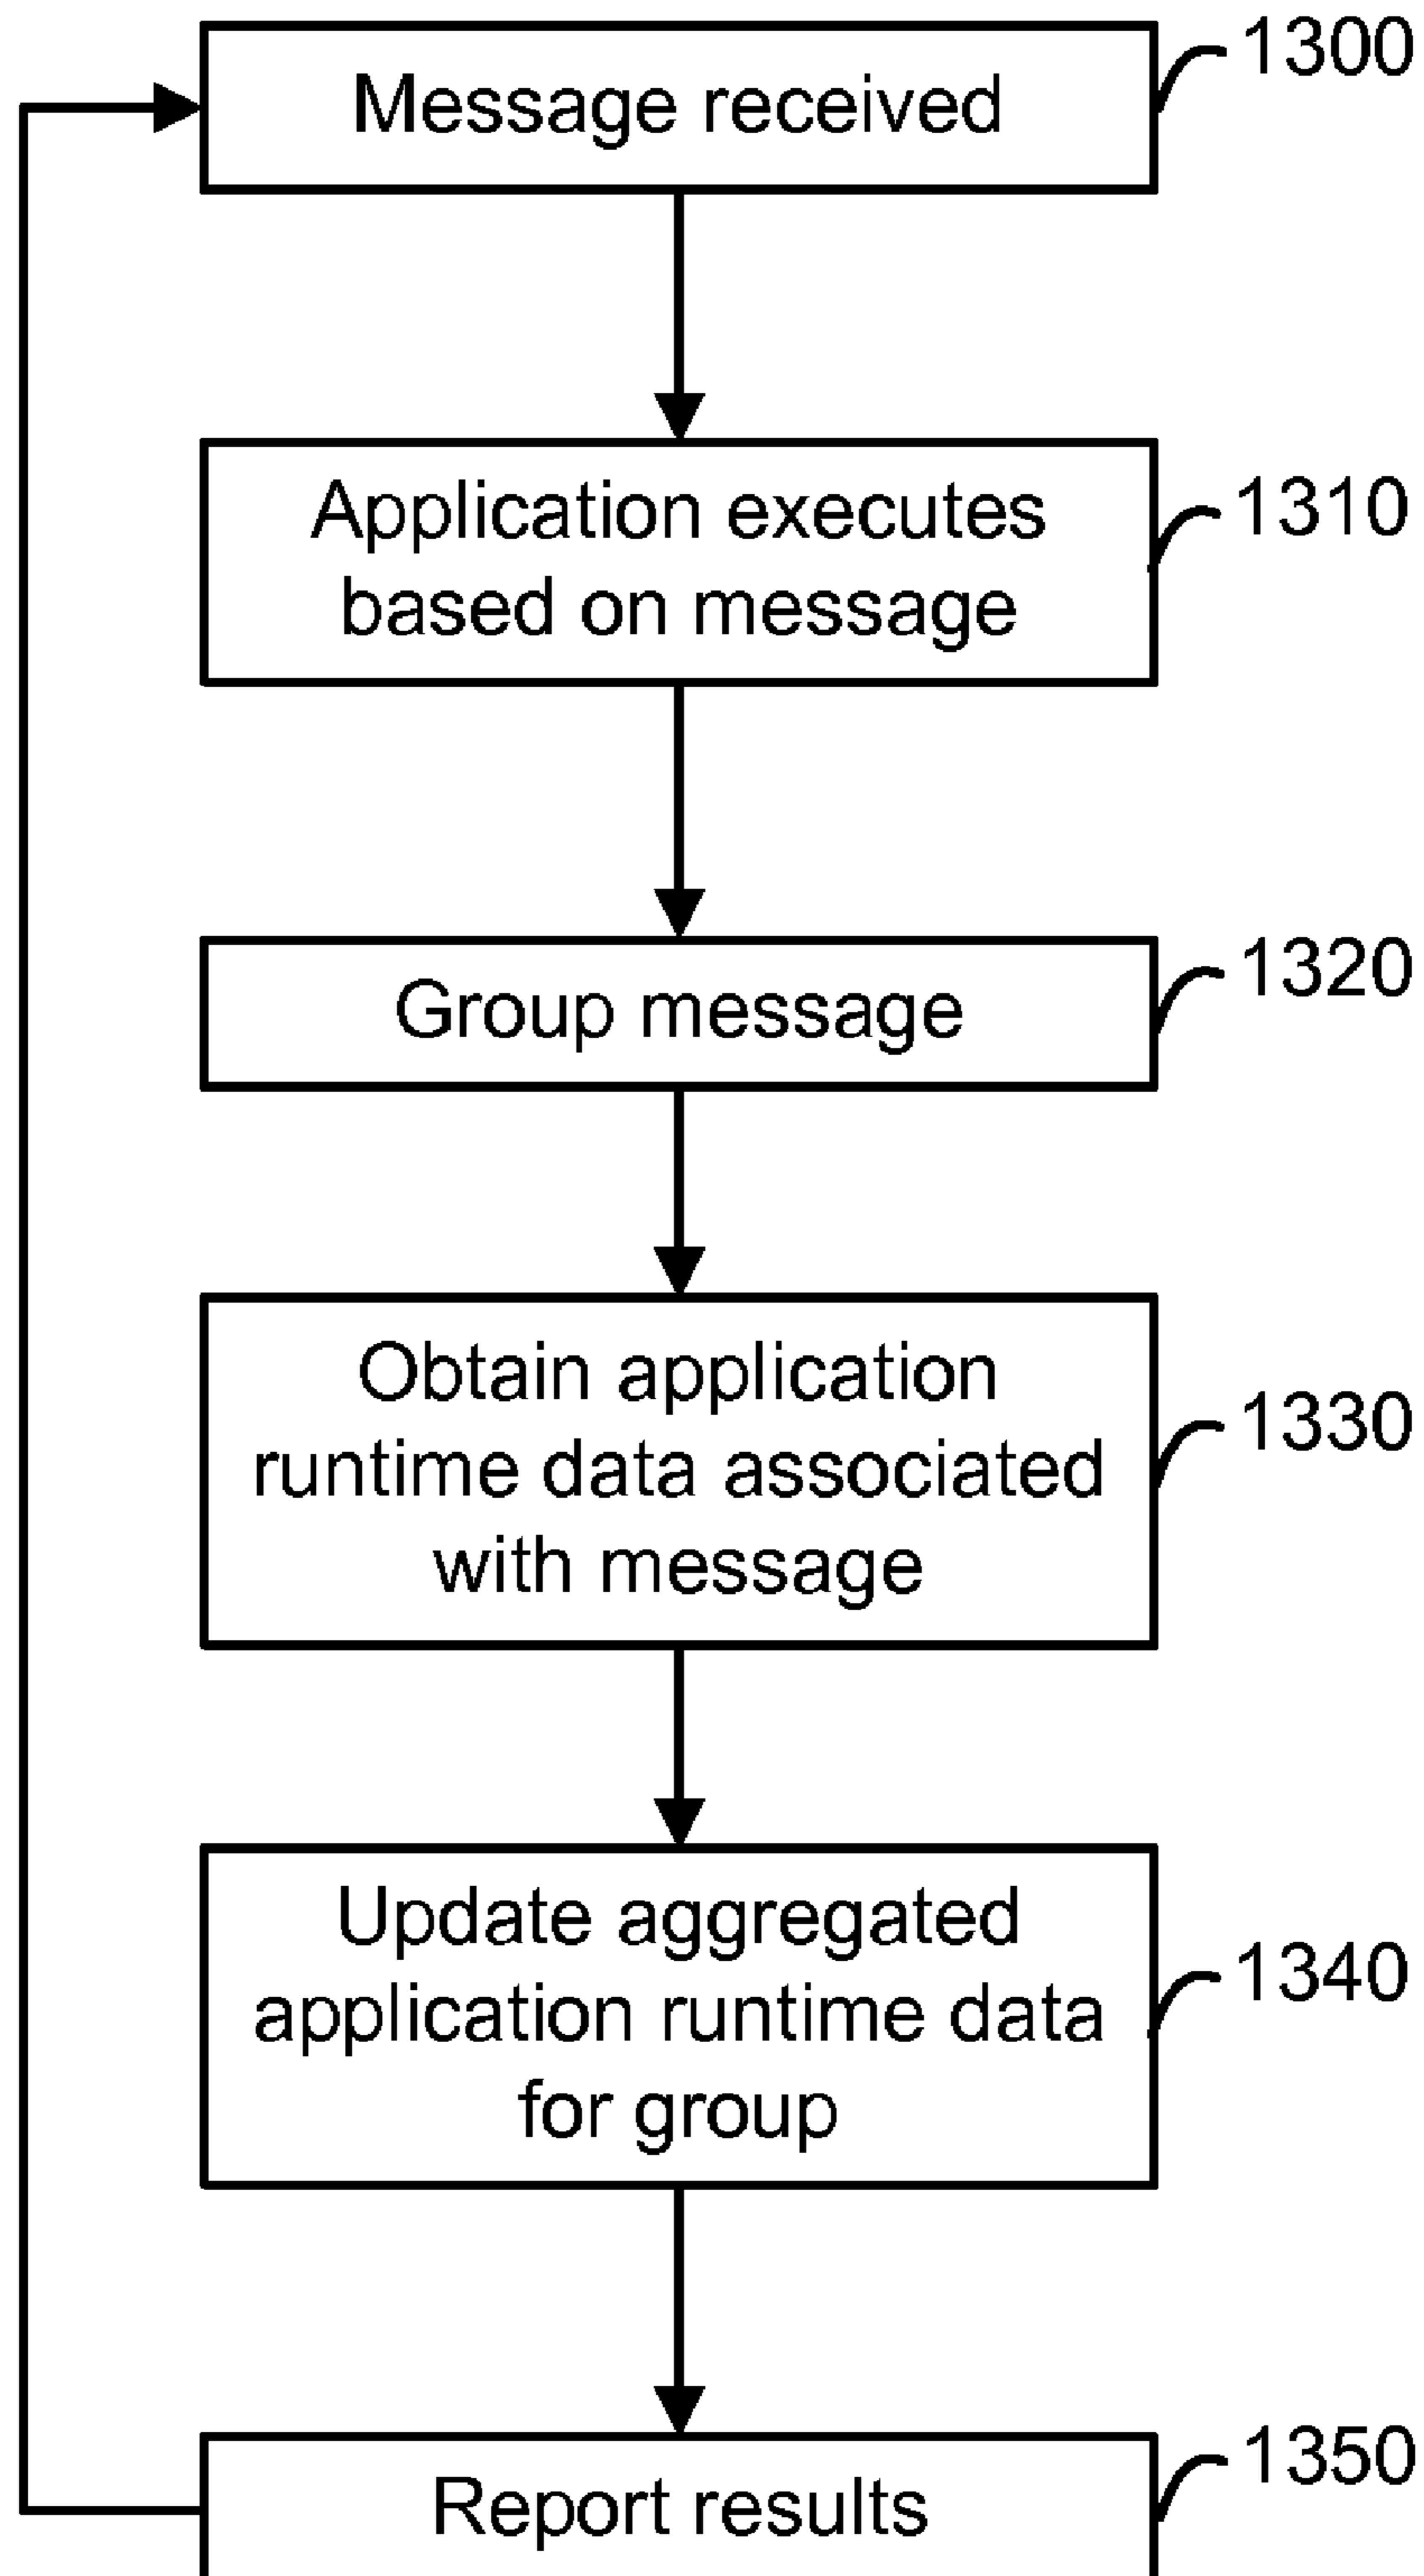 Message received
1300
Application executes
based on message
1310
Group message
1320
Obtain application
runtime data associated
with message
1330
Update aggregated
application runtime data
for group
1340
Report results
1350